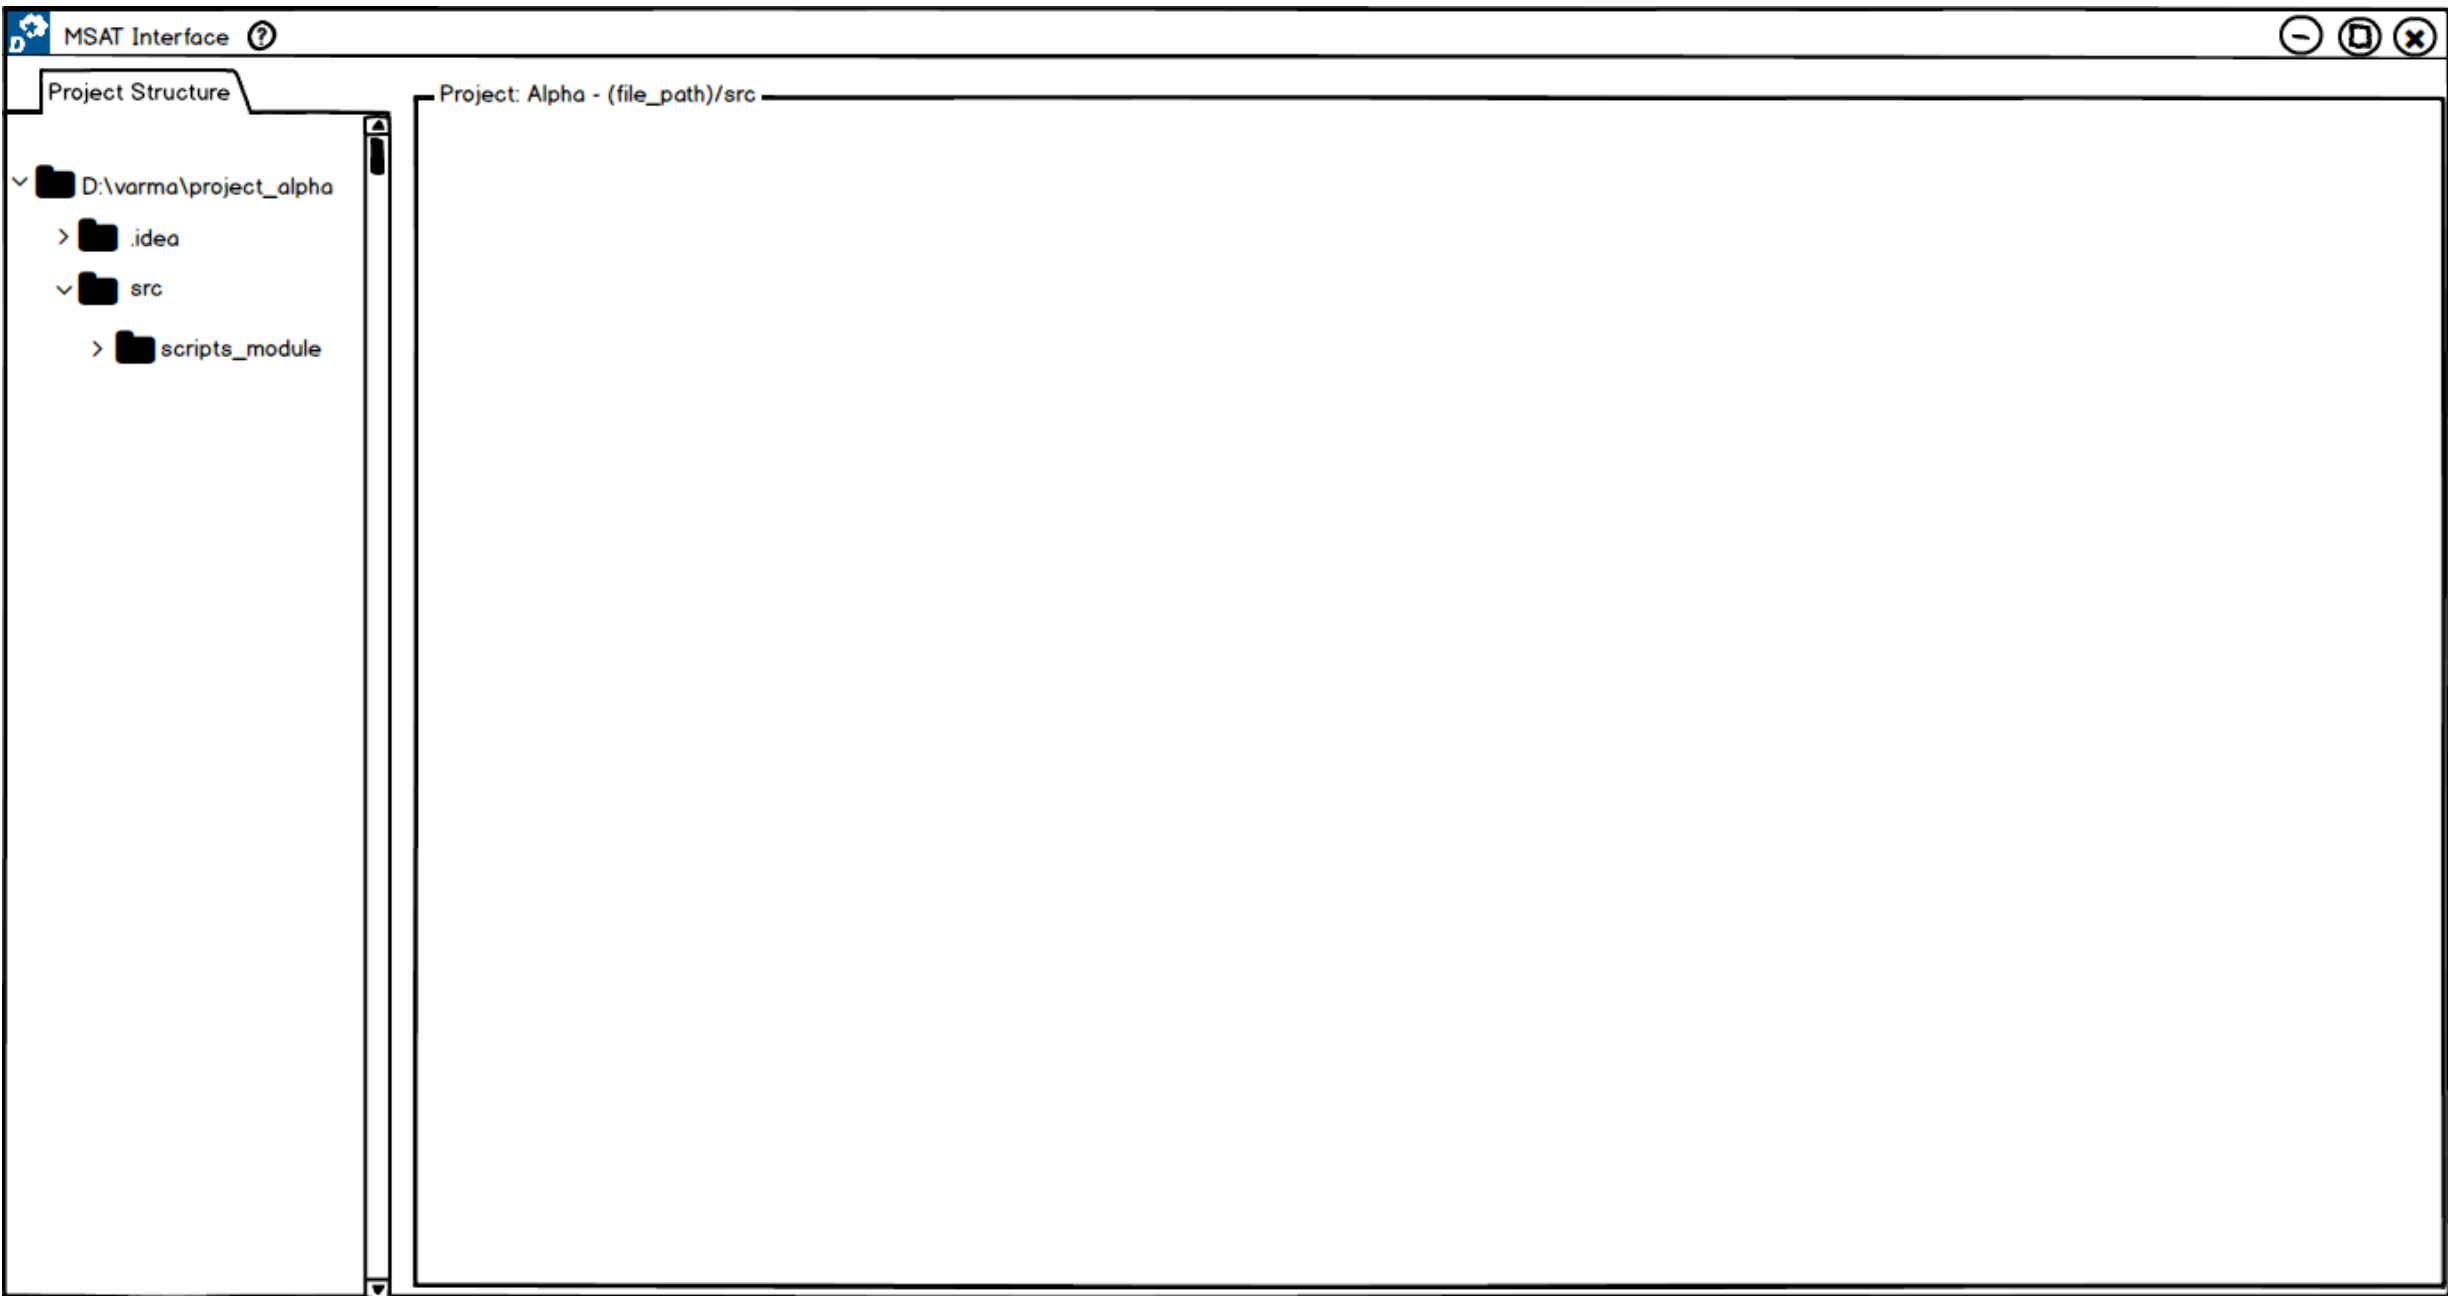 D
MSAT Interface ?
Project Structure
Project: Alpha - (file_path)/src
D:\varma\project_alpha
.idea
src
scripts_module